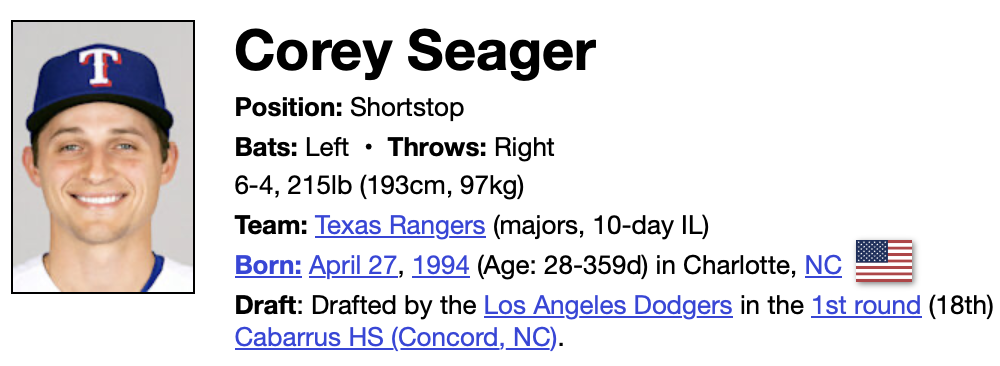 T
Corey Seager
Position: Shortstop
Bats: Left • Throws: Right
6-4, 215lb (193cm, 97kg)
Team: Texas Rangers (majors, 10-day IL)
Born: April 27, 1994 (Age: 28-359d) in Charlotte, NC
Draft: Drafted by the Los Angeles Dodgers in the 1st round (18th)
Cabarrus HS (Concord, NC).